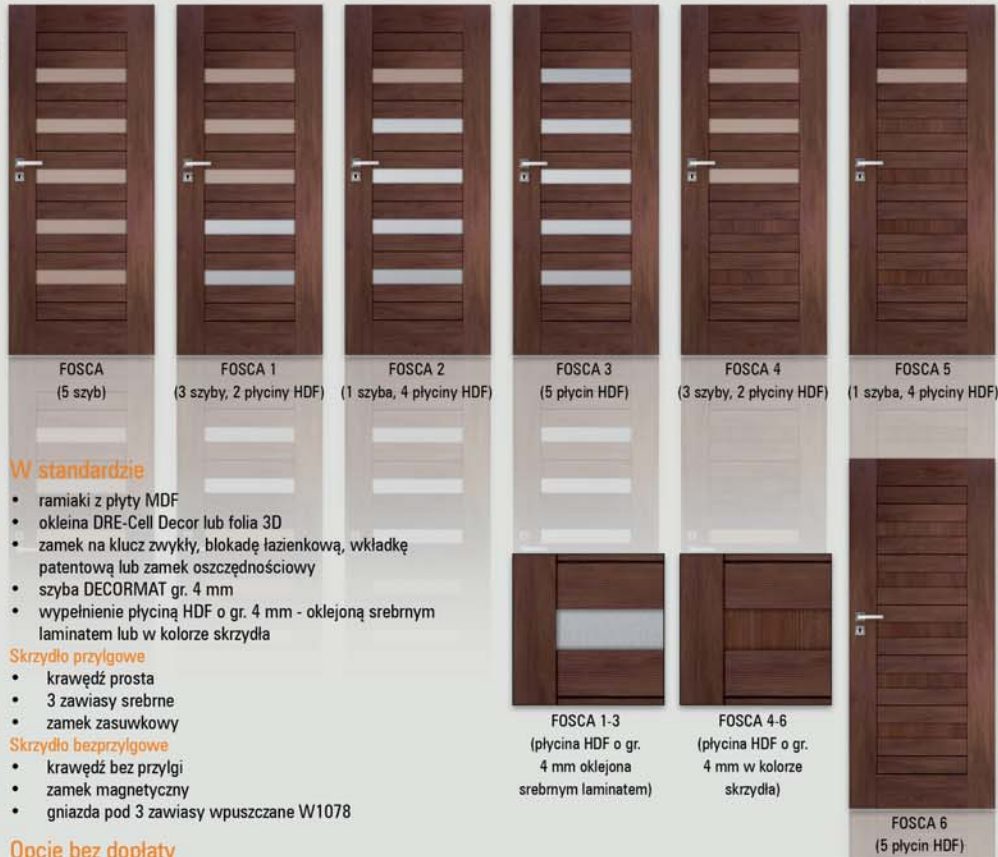 FOSCA
(5 szyb)
FOSCA 1
(3 szyby, 2 płyciny HDF)
FOSCA 2
(1 szyba, 4 płyciny HDF)
FOSCA 3
(5 płycin HDF)
FOSCA 4
(3 szyby, 2 płyciny HDF)
FOSCA 5
(1 szyba, 4 płyciny HDF)
W standardzie
• ramiaki z płyty MDF
• okleina DRE-Cell Decor lub folia 3D
• zamek na klucz zwykły, blokadę łazienkową, wkładkę
patentową lub zamek oszczędnościowy
• szyba DECORMAT gr. 4 mm
• wypełnienie płyciną HDF o gr. 4 mm - oklejoną srebrnym
laminatem lub w kolorze skrzydła
Skrzydło przylgowe
• krawędź prosta
• 3 zawiasy srebrne
• zamek zasuwkowy
Skrzydło bezprzylgowe
• krawędź bez przylgi
• zamek magnetyczny
• gniazda pod 3 zawiasy wpuszczane W1078
Opcje bez dopłaty
FOSCA 1-3
(płycina HDF o gr.
4 mm oklejona
srebrnym laminatem)
FOSCA 4-6
(płycina HDF o gr.
4 mm w kolorze
skrzydła)
FOSCA 6
(5 płycin HDF)